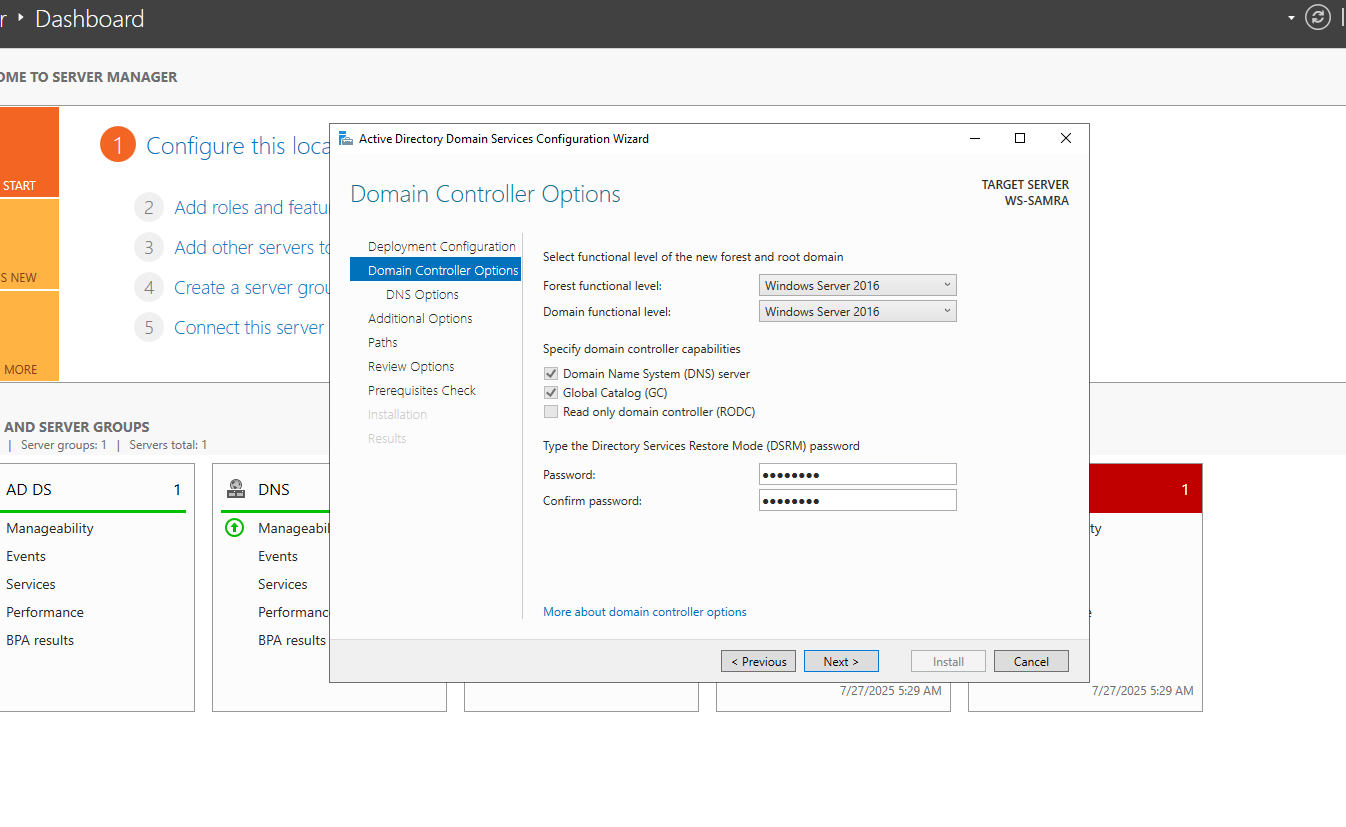 r ‣ Dashboard
OME TO SERVER MANAGER
START
S NEW
MORE
1 Configure this loca
2 Add roles and featu
3 Add other servers to
4 Create a server grou
5 Connect this server
AND SERVER GROUPS
| Server groups: 1 | Servers total: 1
AD DS 1
Manageability
Events
Services
Performance
BPA results
DNS
Manageabil
Events
Services
Performanc
BPA results
7/27/2025 5:29 AM
1
ty
7/27/2025 5:29 AM
Active Directory Domain Services Configuration Wizard
Domain Controller Options
TARGET SERVER
WS-SAMRA
Deployment Configuration
Domain Controller Options
DNS Options
Additional Options
Paths
Review Options
Prerequisites Check
Installation
Results
Select functional level of the new forest and root domain
Forest functional level: Windows Server 2016
Domain functional level: Windows Server 2016
Specify domain controller capabilities
Domain Name System (DNS) server
Global Catalog (GC)
Read only domain controller (RODC)
Type the Directory Services Restore Mode (DSRM) password
Password: ●●●●●●●●
Confirm password: ●●●●●●●●
More about domain controller options
< Previous Next > Install Cancel